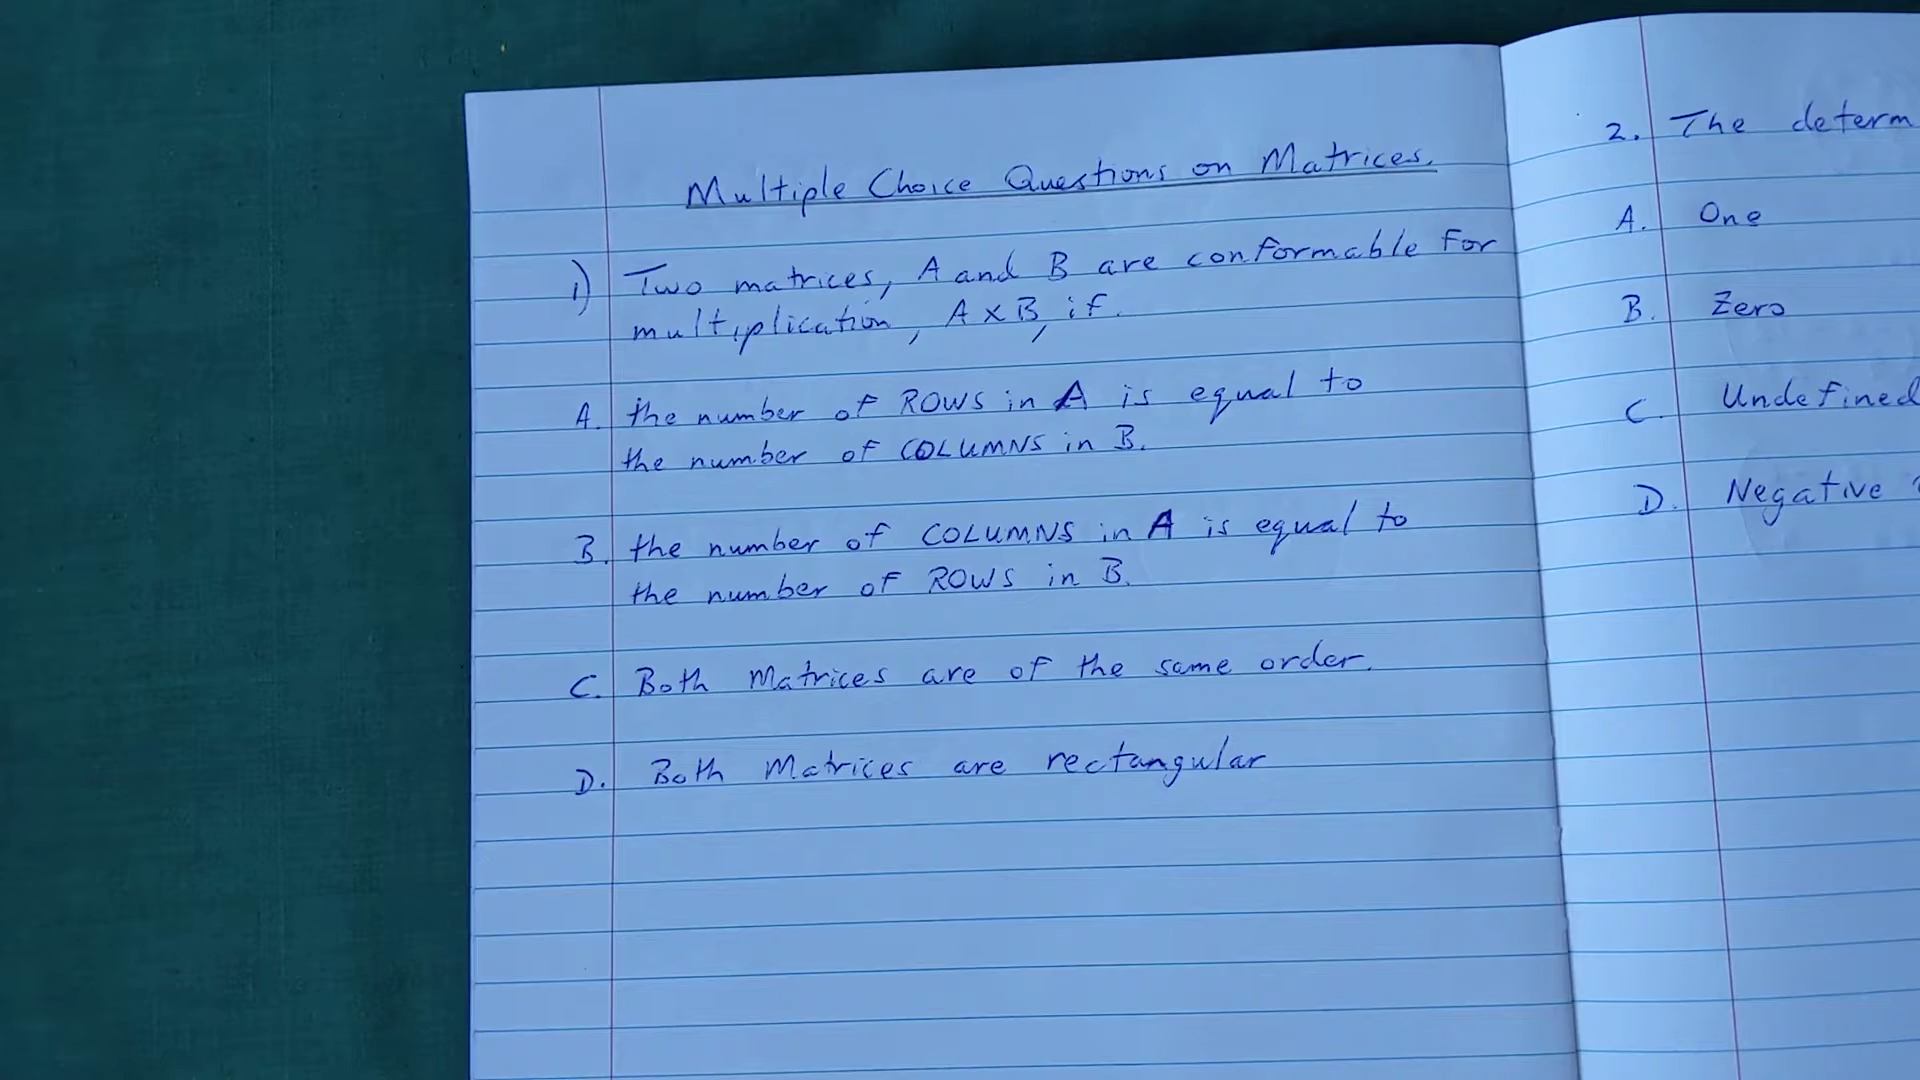 Multiple Choice Questions on Matrices.
1) Two matrices, A and B are conformable for
multiplication, A x B, if.
A. the number of ROWS in A is equal to
the number of COLUMNS in B.
B. the number of COLUMNS in A is equal to
the number of ROWS in B.
C. Both Matrices are of the same order.
D. Both Matrices are rectangular
2. The determ
A. One
B. Zero
C. Undefined
D. Negative